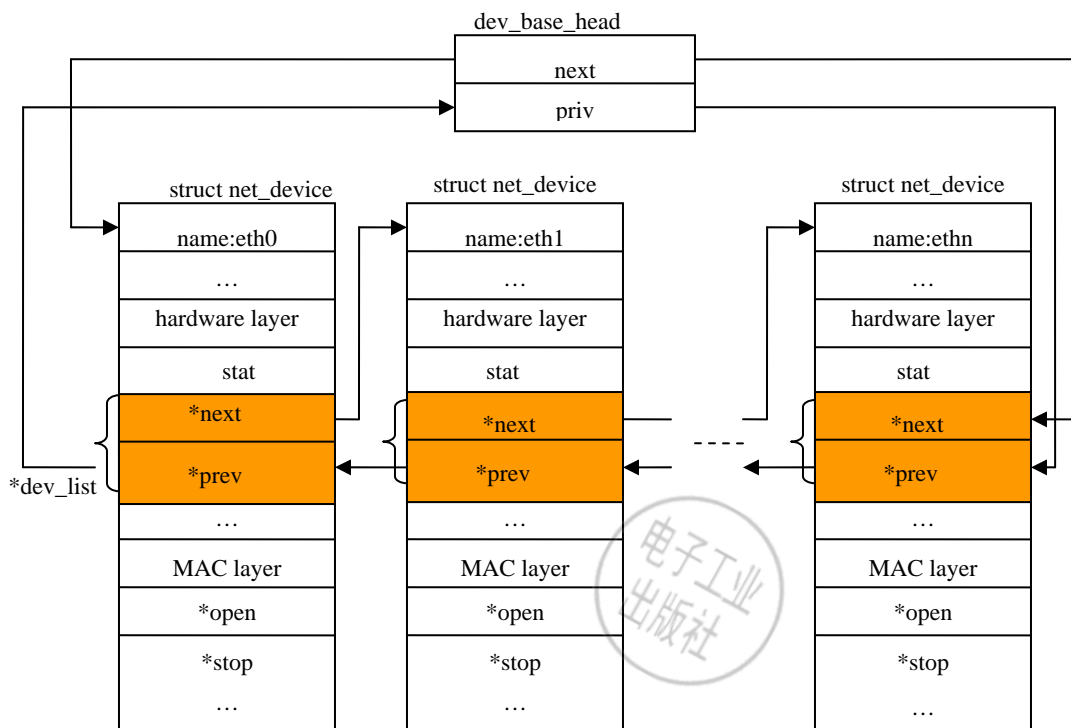 dev_base_head
next
priv
struct net_device
name:eth0
…
hardware layer
stat
*next
*prev
*dev_list
…
MAC layer
*open
*stop
…
struct net_device
name:eth1
…
hardware layer
stat
*next
*prev
…
MAC layer
*open
*stop
…
struct net_device
name:ethn
…
hardware layer
stat
*next
*prev
…
MAC layer
*open
*stop
…
电子工业
出版社